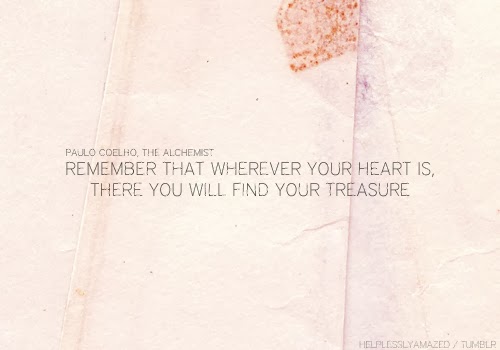 PAULO COELHO, THE ALCHEMIST
REMEMBER THAT WHEREVER YOUR HEART IS,
THERE YOU WILL FIND YOUR TREASURE
HELPLESSLYAMAZED / TUMBLR